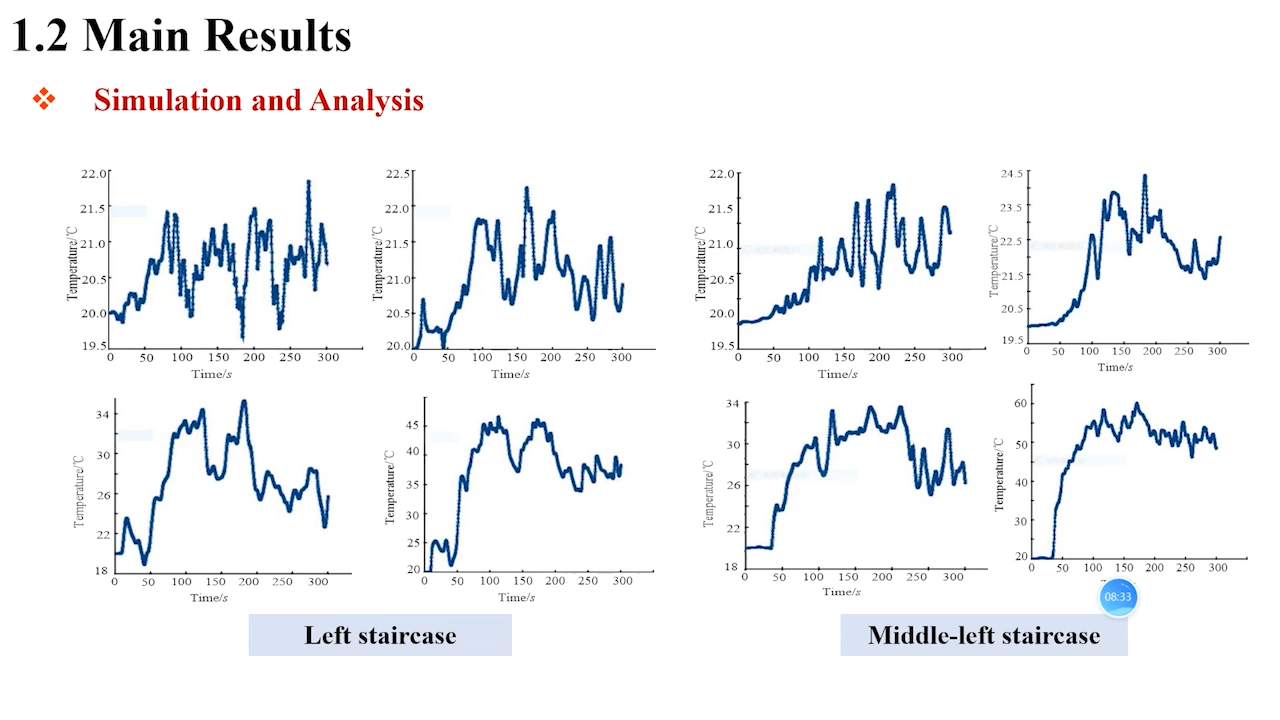 1.2 Main Results
❖ Simulation and Analysis
Temperature/℃
22.0
21.5
21.0
20.5
20.0
19.5
0 50 100 150 200 250 300
Time/s
Temperature/℃
22.5
22.0
21.5
21.0
20.5
20.0
0 50 100 150 200 250 300
Time/s
Temperature/℃
22.0
21.5
21.0
20.5
20.0
19.5
0 50 100 150 200 250 300
Time/s
Temperature/℃
24.5
23.5
22.5
21.5
20.5
19.5
0 50 100 150 200 250 300
Time/s
Temperature/℃
34
30
26
22
18
0 50 100 150 200 250 300
Time/s
Temperature/℃
45
40
35
30
25
20
0 50 100 150 200 250 300
Time/s
Temperature/℃
34
30
26
22
18
0 50 100 150 200 250 300
Time/s
Temperature/℃
60
50
40
30
20
0 50 100 150 200 250 300
08:33
Left staircase
Middle-left staircase